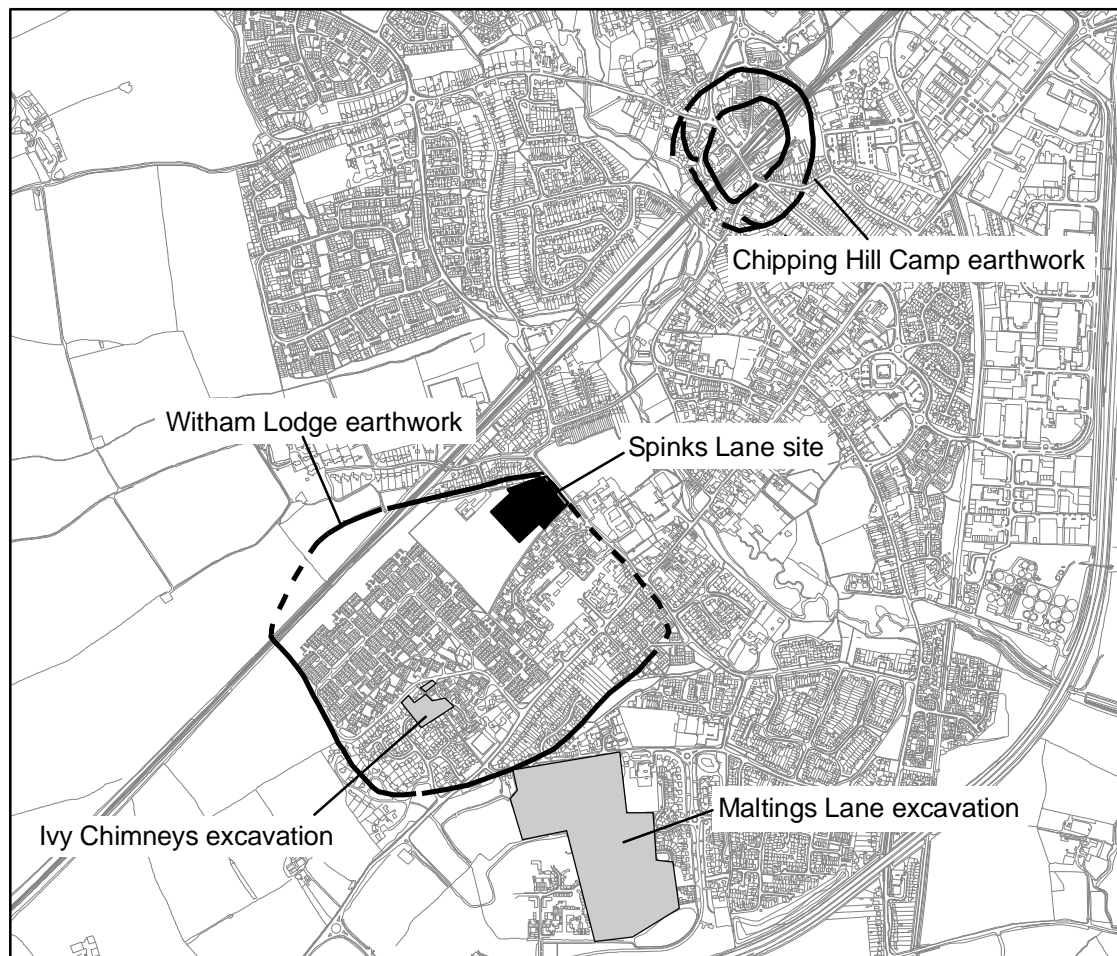 Chipping Hill Camp earthwork
Witham Lodge earthwork
Spinks Lane site
Maltings Lane excavation
Ivy Chimneys excavation